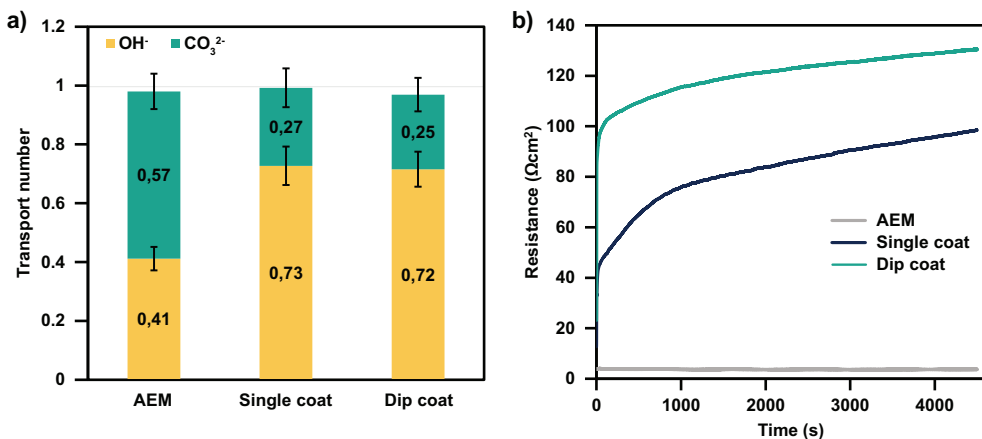 a)
OH⁻ CO₃²⁻
Transport number
1.2
1
0.8
0.6
0.4
0.2
0
0,57
0,41
0,27
0,73
0,25
0,72
AEM Single coat Dip coat
b)
Resistance (Ωcm²)
140
120
100
80
60
40
20
0
AEM
Single coat
Dip coat
0 1000 2000 3000 4000
Time (s)